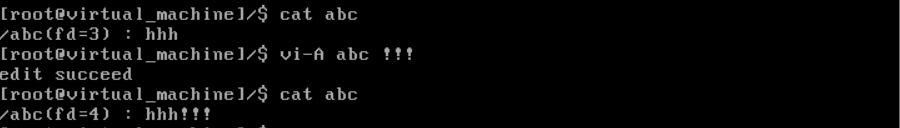 [root@virtual_machine]/$ cat abc
/abc(fd=3) : hhh
[root@virtual_machine]/$ vi-A abc !!!
edit succeed
[root@virtual_machine]/$ cat abc
/abc(fd=4) : hhh!!!